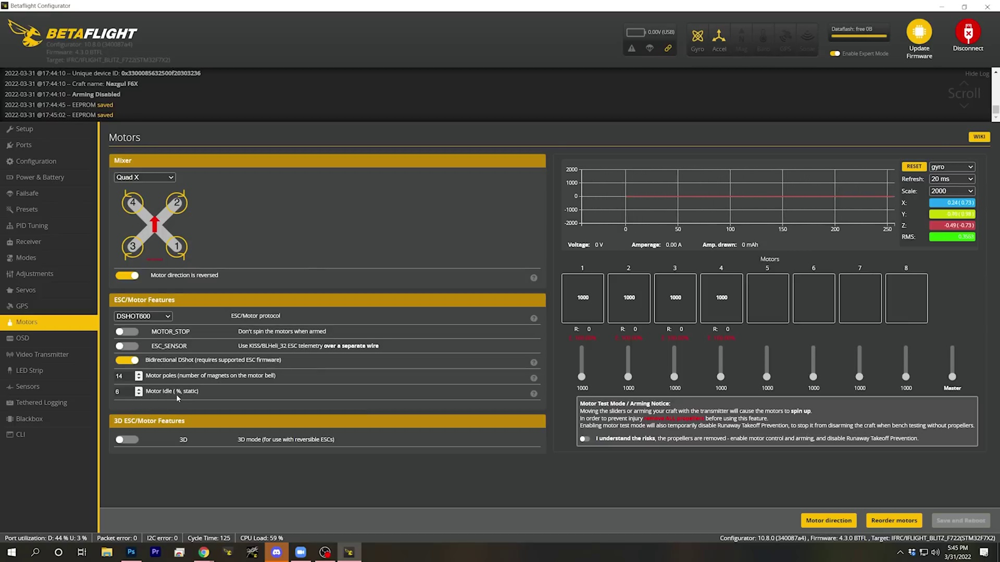 Betaflight Configurator
BETAFLIGHT
Configurator: 10.8.0 (340087a4)
Firmware: 4.3.0 BTFL
Target: IFRC/IFLIGHT_BLITZ_F722(STM32F7X2)
0.00V (USB)
Gyro
Accel
Mag
Baro
GPS
Sonar
Dataflash: free 0B
Enable Expert Mode
Update
Firmware
Disconnect
2022-03-31 @17:44:10 -- Unique device ID: 0x3300085632500f20303236
2022-03-31 @17:44:10 -- Craft name: Nazgul F6X
2022-03-31 @17:44:10 -- Arming Disabled
2022-03-31 @17:44:45 -- EEPROM saved
2022-03-31 @17:45:02 -- EEPROM saved
Hide Log
Scroll
Setup
Ports
Configuration
Power & Battery
Failsafe
Presets
PID Tuning
Receiver
Modes
Adjustments
Servos
GPS
Motors
OSD
Video Transmitter
LED Strip
Sensors
Tethered Logging
Blackbox
CLI
Motors
WIKI
Mixer
Quad X
4
2
3
1
Motor direction is reversed
ESC/Motor Features
DSHOT600
ESC/Motor protocol
MOTOR_STOP Don't spin the motors when armed
ESC_SENSOR Use KISS/BLHeli_32 ESC telemetry over a separate wire
Bidirectional DShot (requires supported ESC firmware)
14 Motor poles (number of magnets on the motor bell)
6 Motor Idle ( %, static)
3D ESC/Motor Features
3D 3D mode (for use with reversible ESCs)
2000
1000
0
-1000
-2000
0 50 100 150 200 250
RESET gyro
Refresh: 20 ms
Scale: 2000
X: 0.24 ( 0.73 )
Y:
Z: -0.49 ( -0.73 )
RMS: 0.3563
Voltage: 0 V Amperage: 0.00 A Amp. drawn: 0 mAh
Motors
1 2 3 4 5 6 7 8
1000 1000 1000 1000
R: 0 R: 0 R: 0 R: 0
1000 1000 1000 1000 1000 1000 1000 1000 Master
Motor Test Mode / Arming Notice:
Moving the sliders or arming your craft with the transmitter will cause the motors to spin up.
In order to prevent injury remove ALL propellers before using this feature.
Enabling motor test mode will also temporarily disable Runaway Takeoff Prevention, to stop it from disarming the craft when bench testing without propellers.
I understand the risks, the propellers are removed - enable motor control and arming, and disable Runaway Takeoff Prevention.
Motor direction
Reorder motors
Save and Reboot
Port utilization: D: 44 % U: 3 % Packet error: 0 I2C error: 0 Cycle Time: 125 CPU Load: 59 %
Configurator: 10.8.0 (340087a4) , Firmware: 4.3.0 BTFL , Target: IFRC/IFLIGHT_BLITZ_F722(STM32F7X2)
Ps
Pr
5:45 PM
3/31/2022